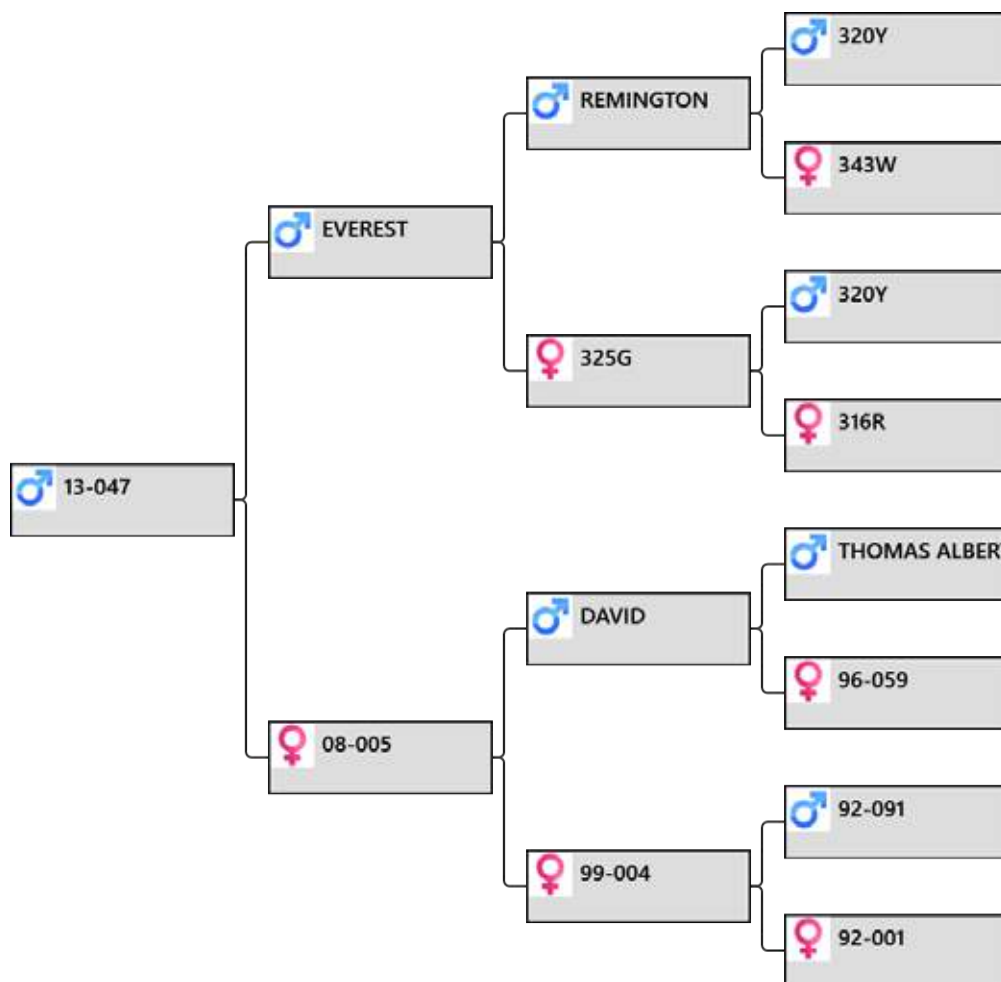 320Y
REMINGTON
343W
EVEREST
320Y
325G
316R
13-047
THOMAS ALBER
DAVID
96-059
08-005
92-091
99-004
92-001